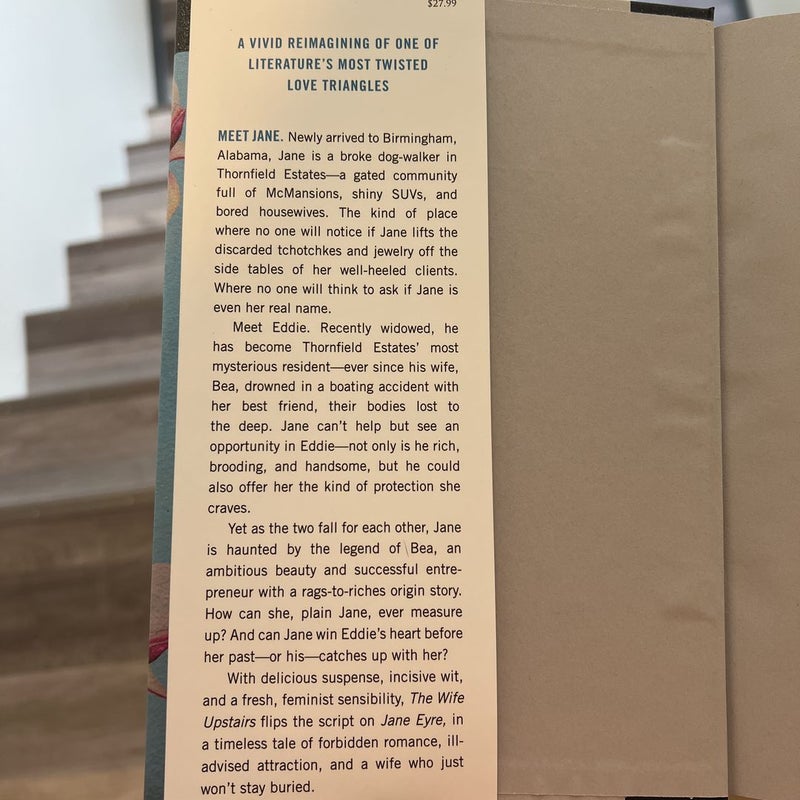 $27.99
A VIVID REIMAGINING OF ONE OF
LITERATURE'S MOST TWISTED
LOVE TRIANGLES
MEET JANE. Newly arrived to Birmingham,
Alabama, Jane is a broke dog-walker in
Thornfield Estates—a gated community
full of McMansions, shiny SUVs, and
bored housewives. The kind of place
where no one will notice if Jane lifts the
discarded tchotchkes and jewelry off the
side tables of her well-heeled clients.
Where no one will think to ask if Jane is
even her real name.
Meet Eddie. Recently widowed, he
has become Thornfield Estates' most
mysterious resident—ever since his wife,
Bea, drowned in a boating accident with
her best friend, their bodies lost to
the deep. Jane can't help but see an
opportunity in Eddie—not only is he rich,
brooding, and handsome, but he could
also offer her the kind of protection she
craves.
Yet as the two fall for each other, Jane
is haunted by the legend of Bea, an
ambitious beauty and successful entre-
preneur with a rags-to-riches origin story.
How can she, plain Jane, ever measure
up? And can Jane win Eddie's heart before
her past—or his—catches up with her?
With delicious suspense, incisive wit,
and a fresh, feminist sensibility, The Wife
Upstairs flips the script on Jane Eyre, in
a timeless tale of forbidden romance, ill-
advised attraction, and a wife who just
won't stay buried.